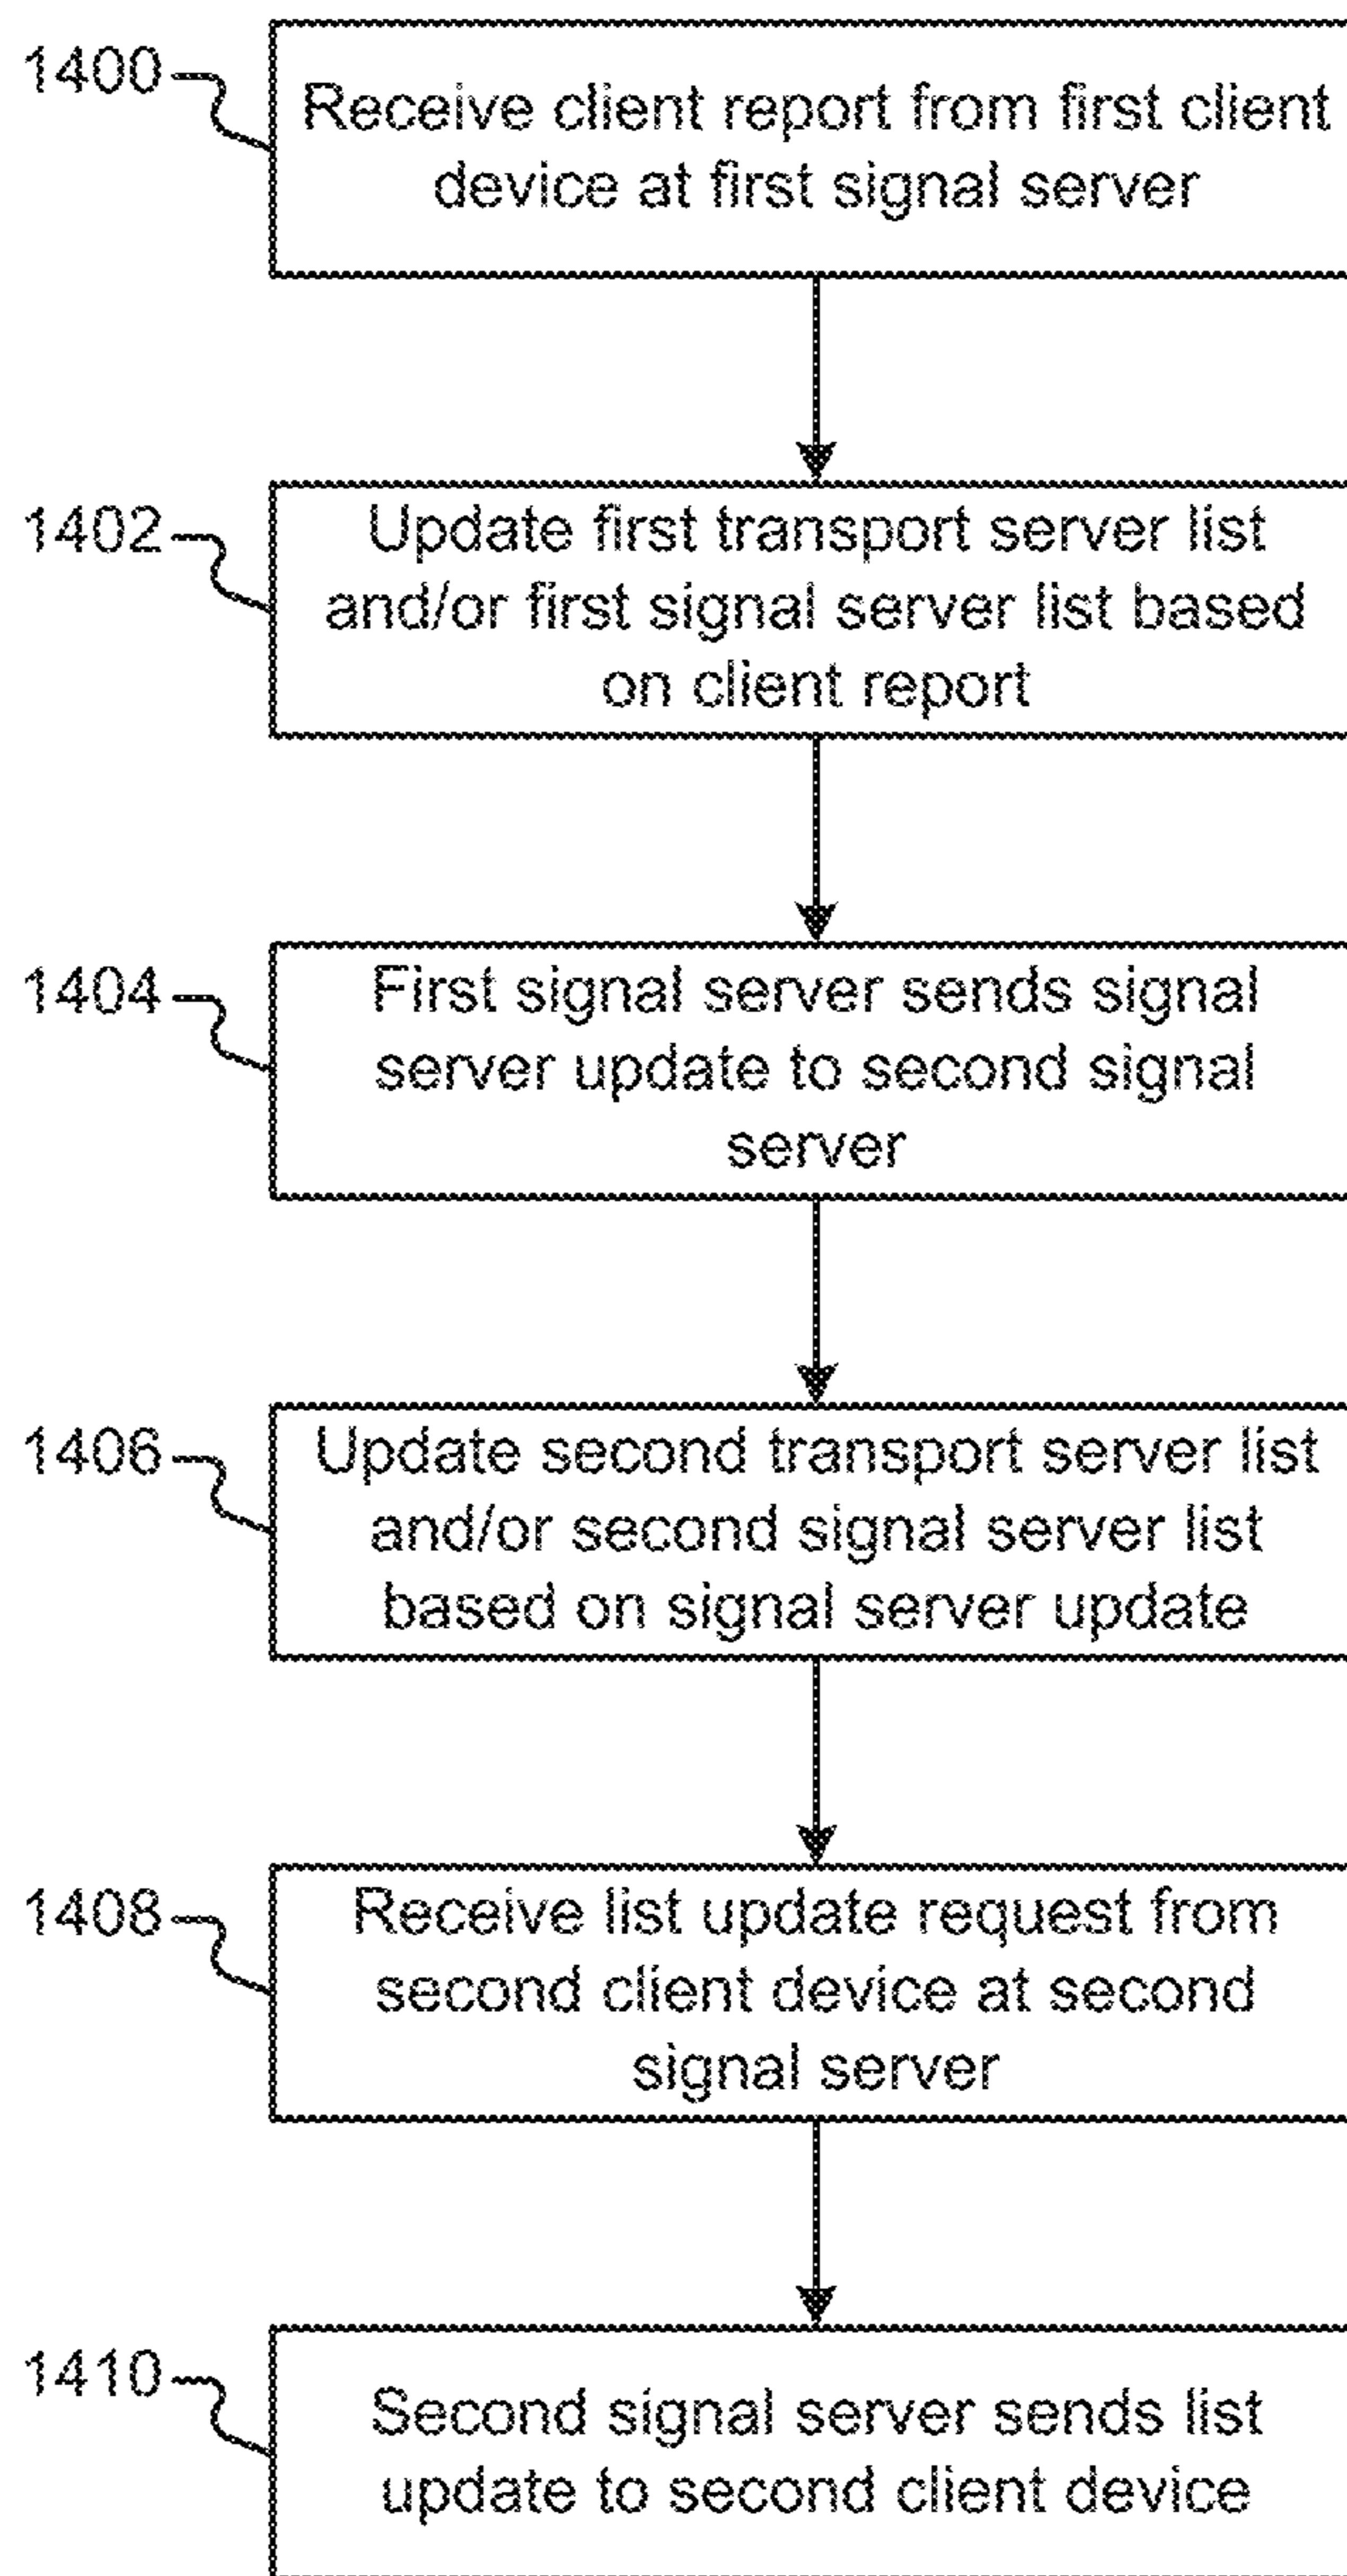 1400
Receive client report from first client
device at first signal server
1402
Update first transport server list
and/or first signal server list based
on client report
1404
First signal server sends signal
server update to second signal
server
1406
Update second transport server list
and/or second signal server list
based on signal server update
1408
Receive list update request from
second client device at second
signal server
1410
Second signal server sends list
update to second client device